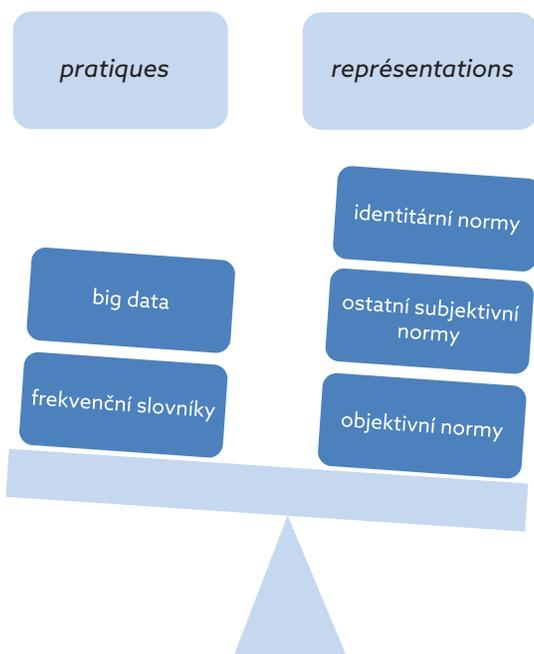 pratiques
représentations
identitární normy
big data
ostatní subjektivní
normy
frekvenční slovníky
objektivní normy